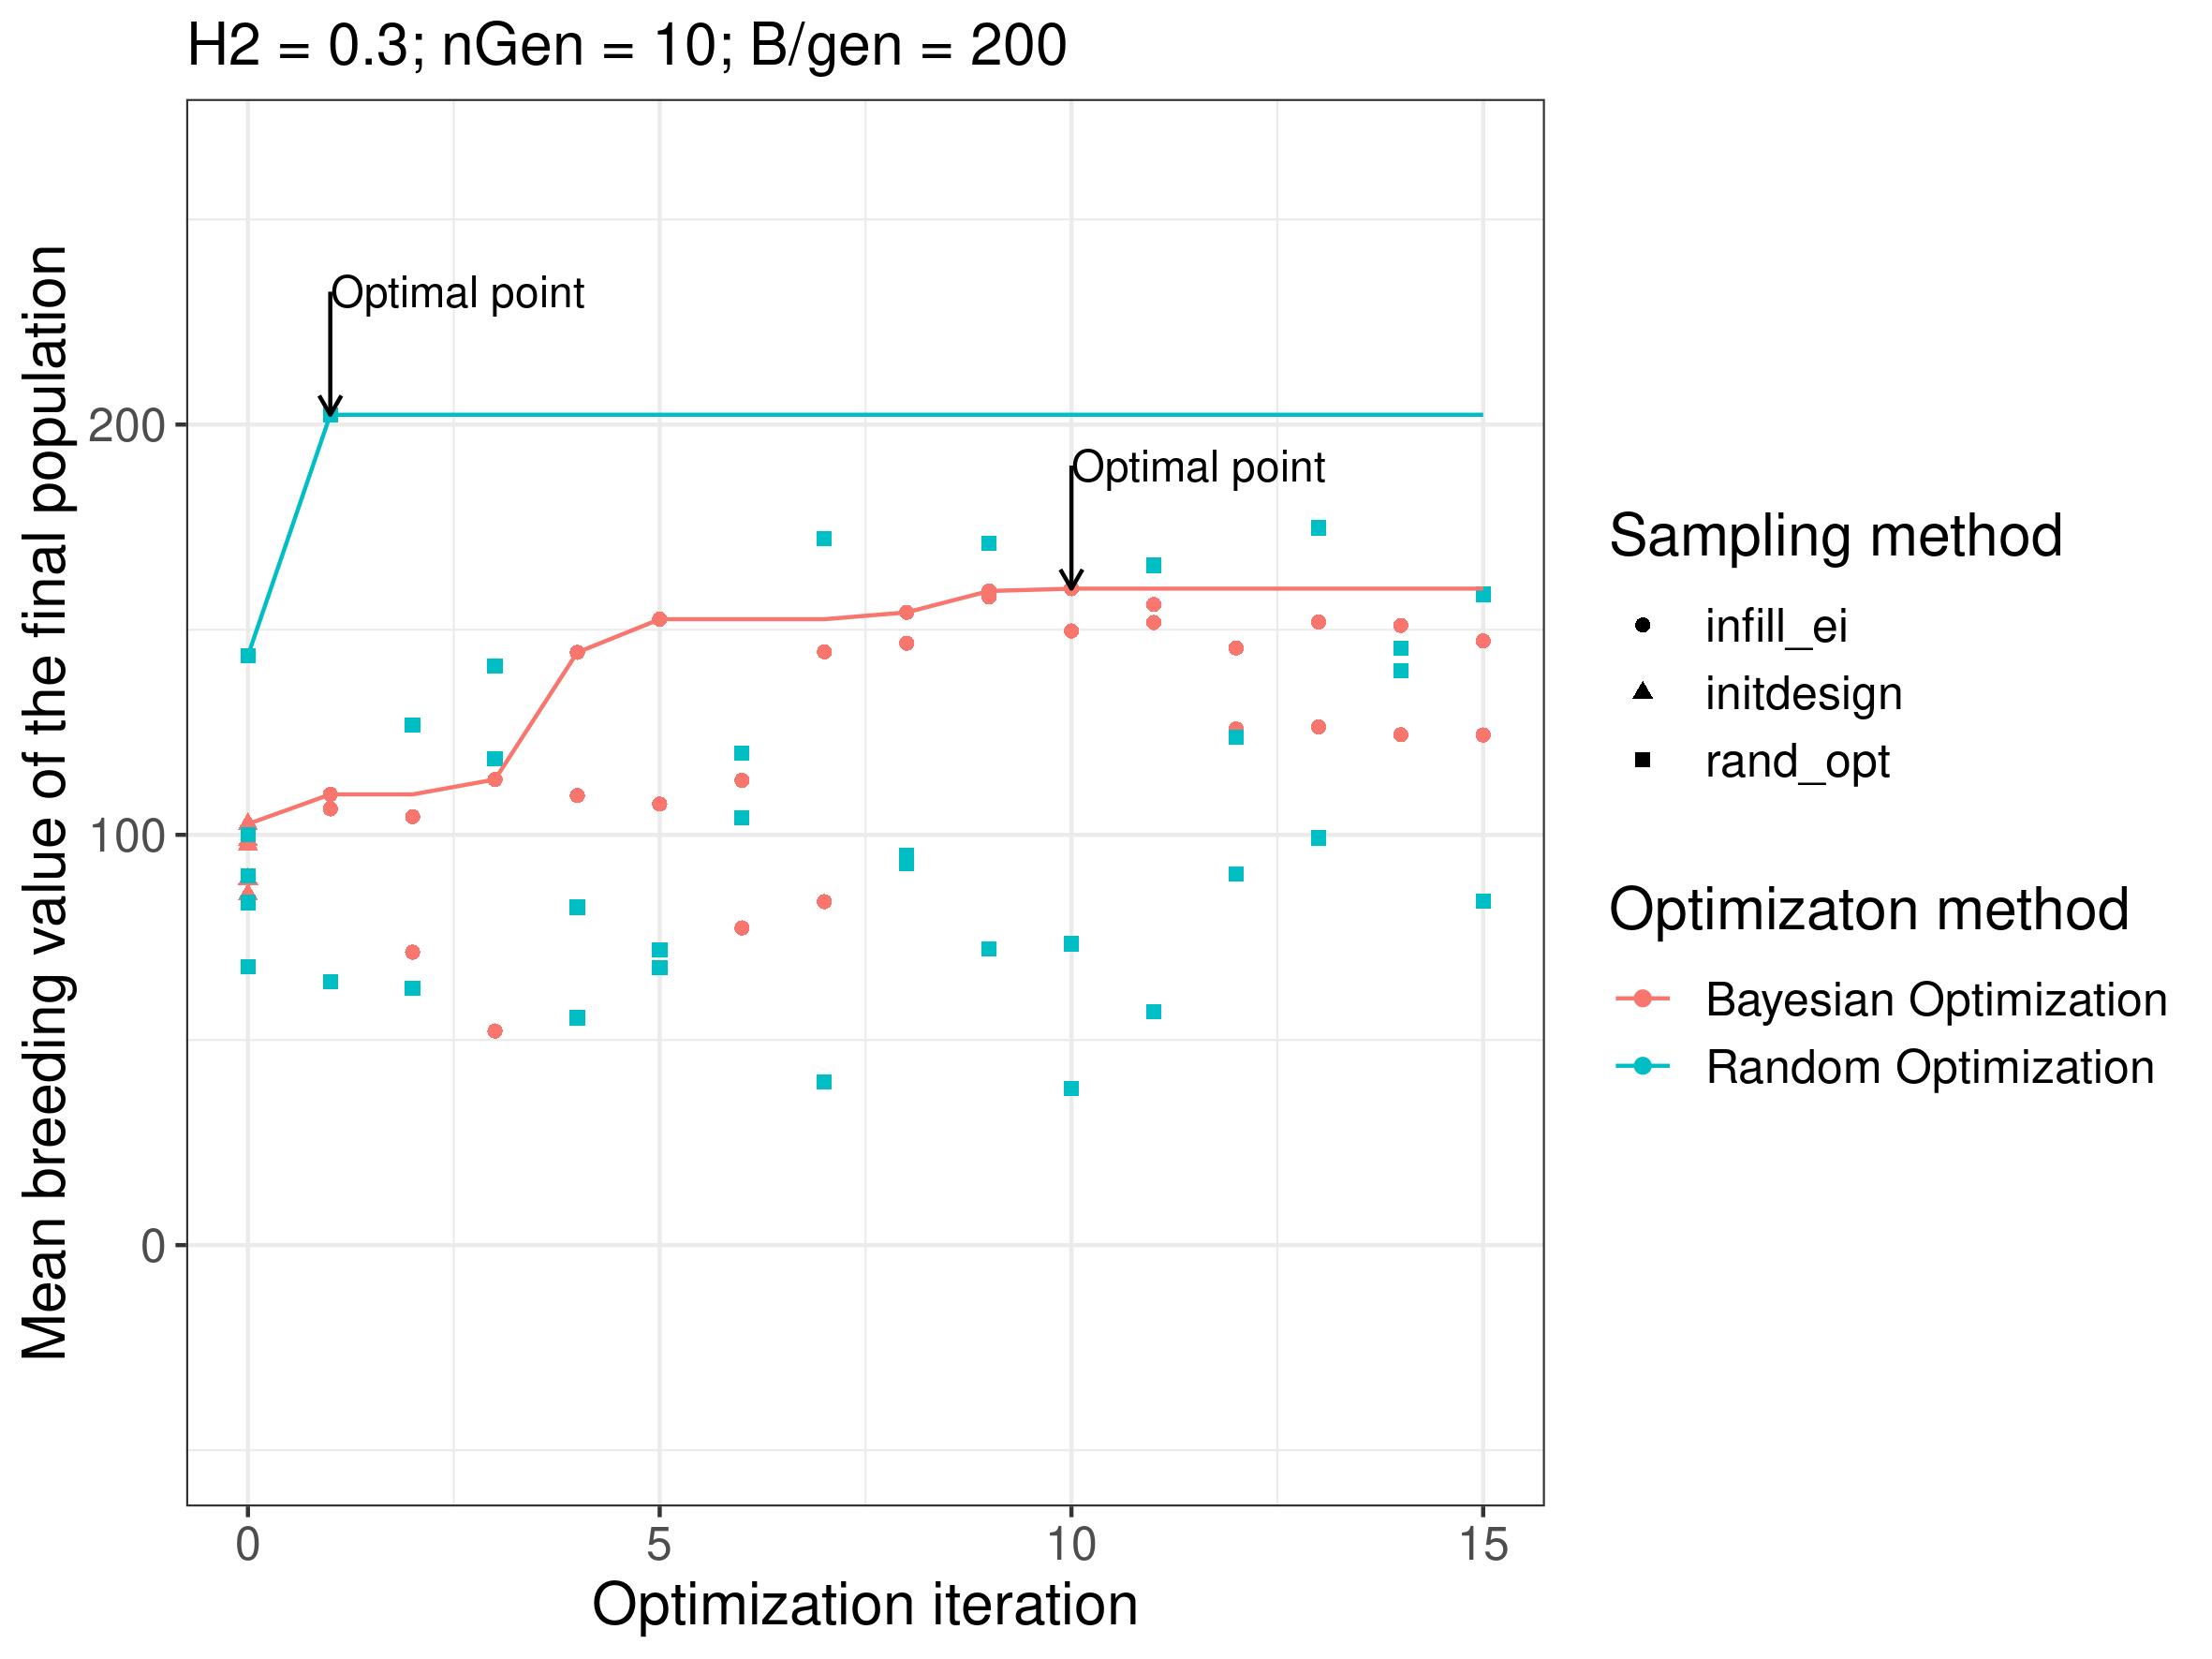 H2 = 0.3; nGen = 10; B/gen = 200
Mean breeding value of the final population
200
100
0
Optimal point
Optimal point
0
5
10
15
Optimization iteration
Sampling method
infill_ei
initdesign
rand_opt
Optimizaton method
Bayesian Optimization
Random Optimization